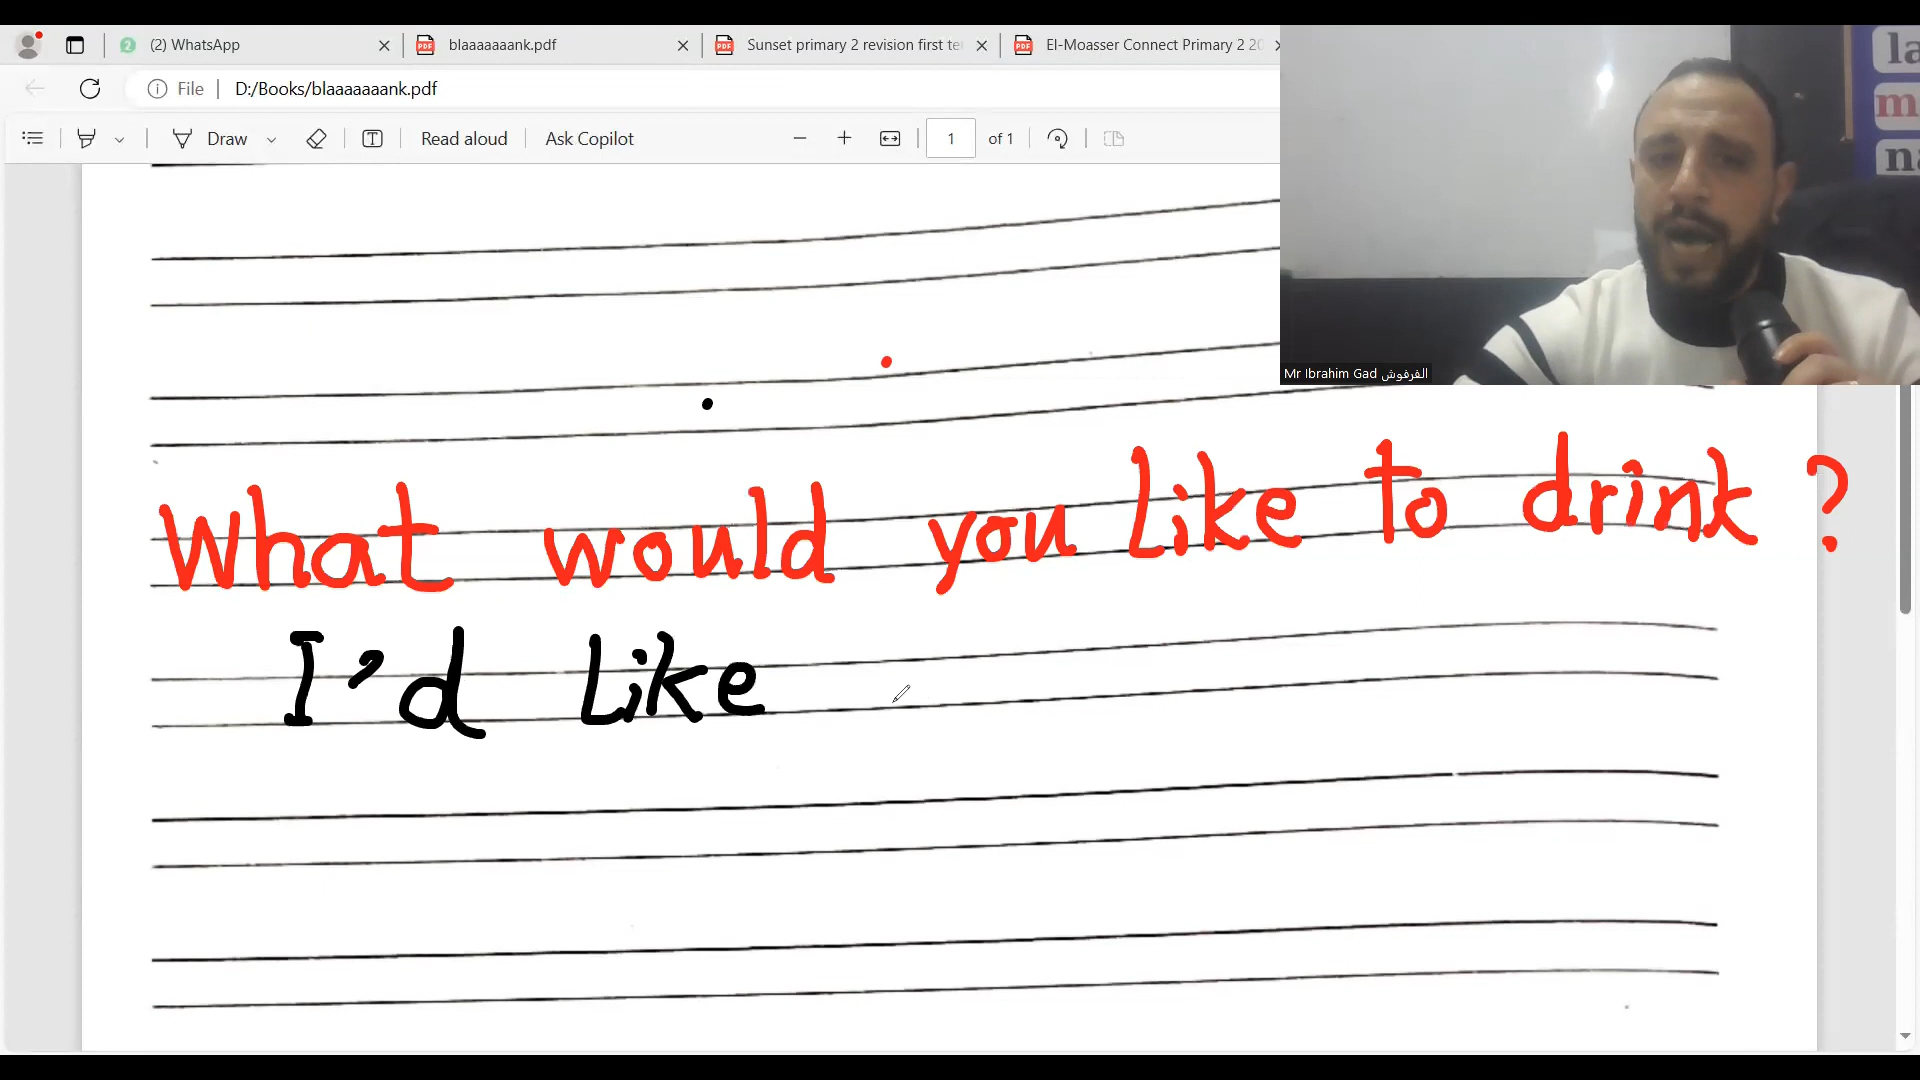 (2) WhatsApp
blaaaaaaank.pdf
Sunset primary 2 revision first te
El-Moasser Connect Primary 2 20
File
D:/Books/blaaaaaaank.pdf
Draw
Read aloud
Ask Copilot
1 of 1
la
m
na
Mr Ibrahim Gad الفرفوش
What would you like to drink ?
I'd like